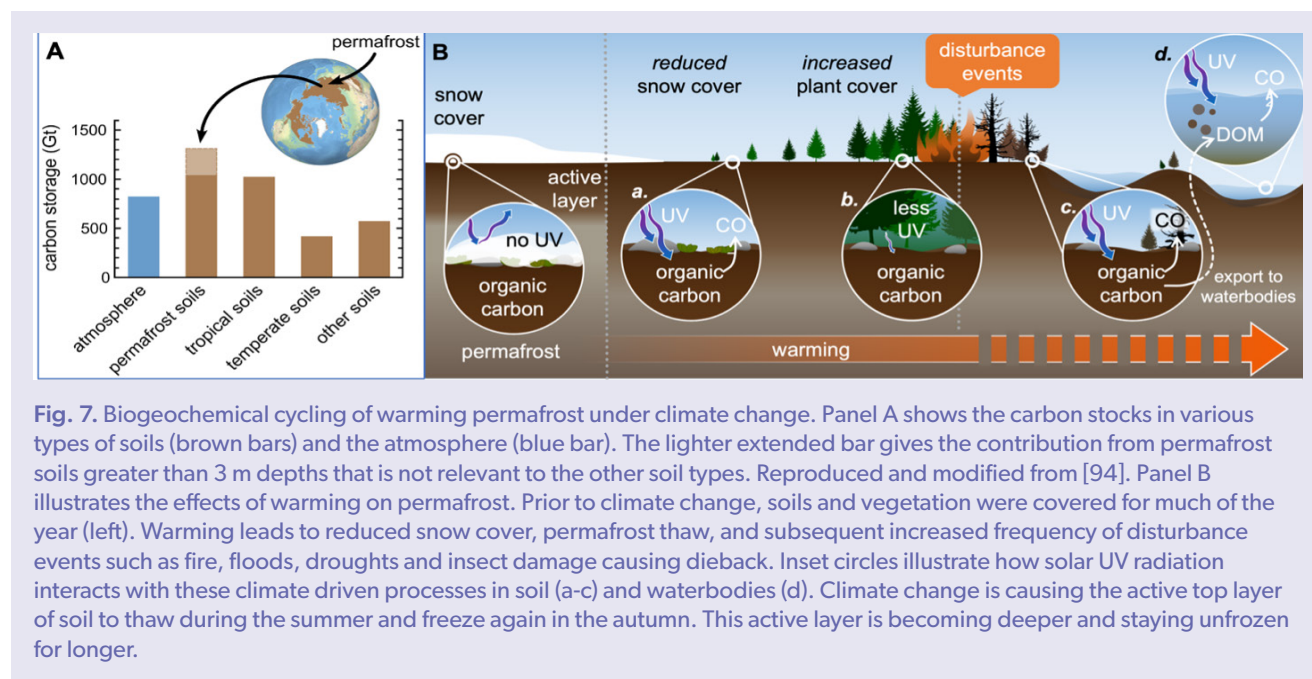 A
permafrost
carbon storage (Gt)
1500
1000
500
0
atmosphere
permafrost soils
tropical soils
temperate soils
other soils
B
snow
cover
reduced
snow cover
increased
plant cover
disturbance
events
active
layer
no UV
organic
carbon
permafrost
a.
UV
CO
organic
carbon
b.
less
UV
organic
carbon
c.
UV
CO
organic
carbon
d.
UV
CO
DOM
export to
waterbodies
warming
Fig. 7. Biogeochemical cycling of warming permafrost under climate change. Panel A shows the carbon stocks in various
types of soils (brown bars) and the atmosphere (blue bar). The lighter extended bar gives the contribution from permafrost
soils greater than 3 m depths that is not relevant to the other soil types. Reproduced and modified from [94]. Panel B
illustrates the effects of warming on permafrost. Prior to climate change, soils and vegetation were covered for much of the
year (left). Warming leads to reduced snow cover, permafrost thaw, and subsequent increased frequency of disturbance
events such as fire, floods, droughts and insect damage causing dieback. Inset circles illustrate how solar UV radiation
interacts with these climate driven processes in soil (a-c) and waterbodies (d). Climate change is causing the active top layer
of soil to thaw during the summer and freeze again in the autumn. This active layer is becoming deeper and staying unfrozen
for longer.